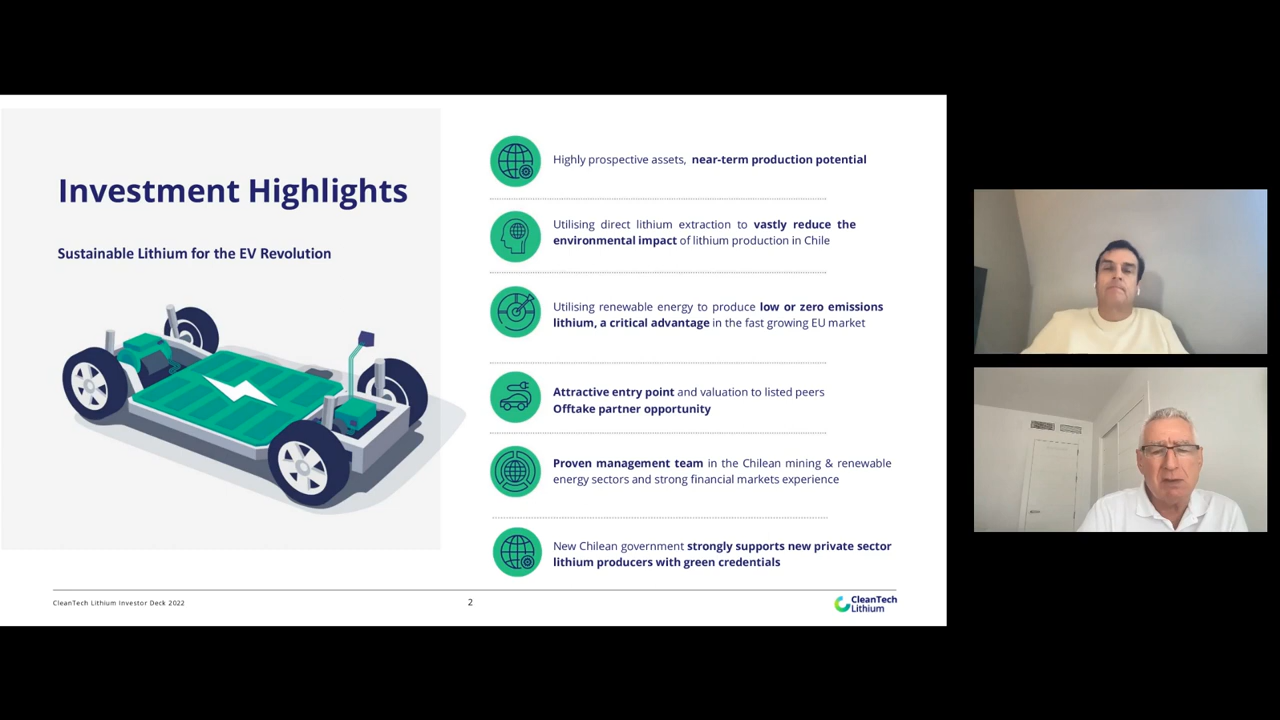 Investment Highlights
Sustainable Lithium for the EV Revolution
Highly prospective assets, near-term production potential
Utilising direct lithium extraction to vastly reduce the
environmental impact of lithium production in Chile
Utilising renewable energy to produce low or zero emissions
lithium, a critical advantage in the fast growing EU market
Attractive entry point and valuation to listed peers
Offtake partner opportunity
Proven management team in the Chilean mining & renewable
energy sectors and strong financial markets experience
New Chilean government strongly supports new private sector
lithium producers with green credentials
CleanTech Lithium Investor Deck 2022
2
CleanTech
Lithium